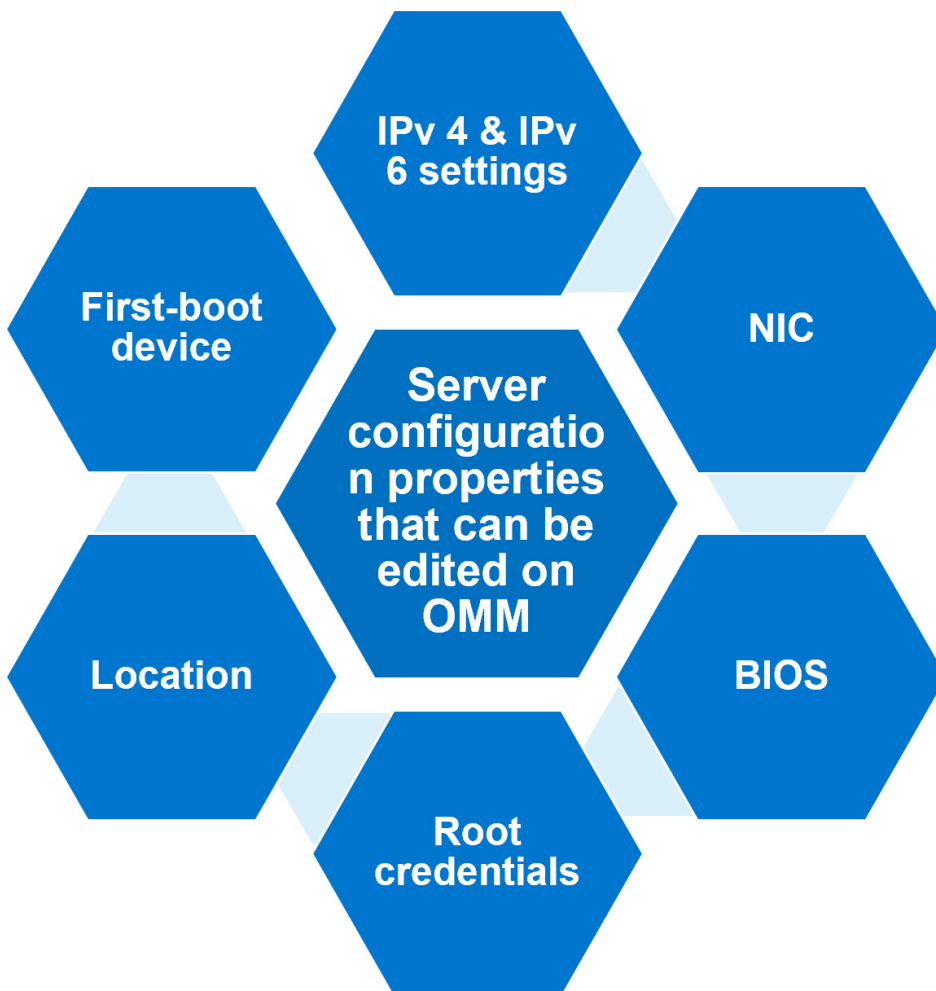 IPv 4 & IPv
6 settings
First-boot
device
NIC
Server
configuratio
n properties
that can be
edited on
OMM
Location
BIOS
Root
credentials